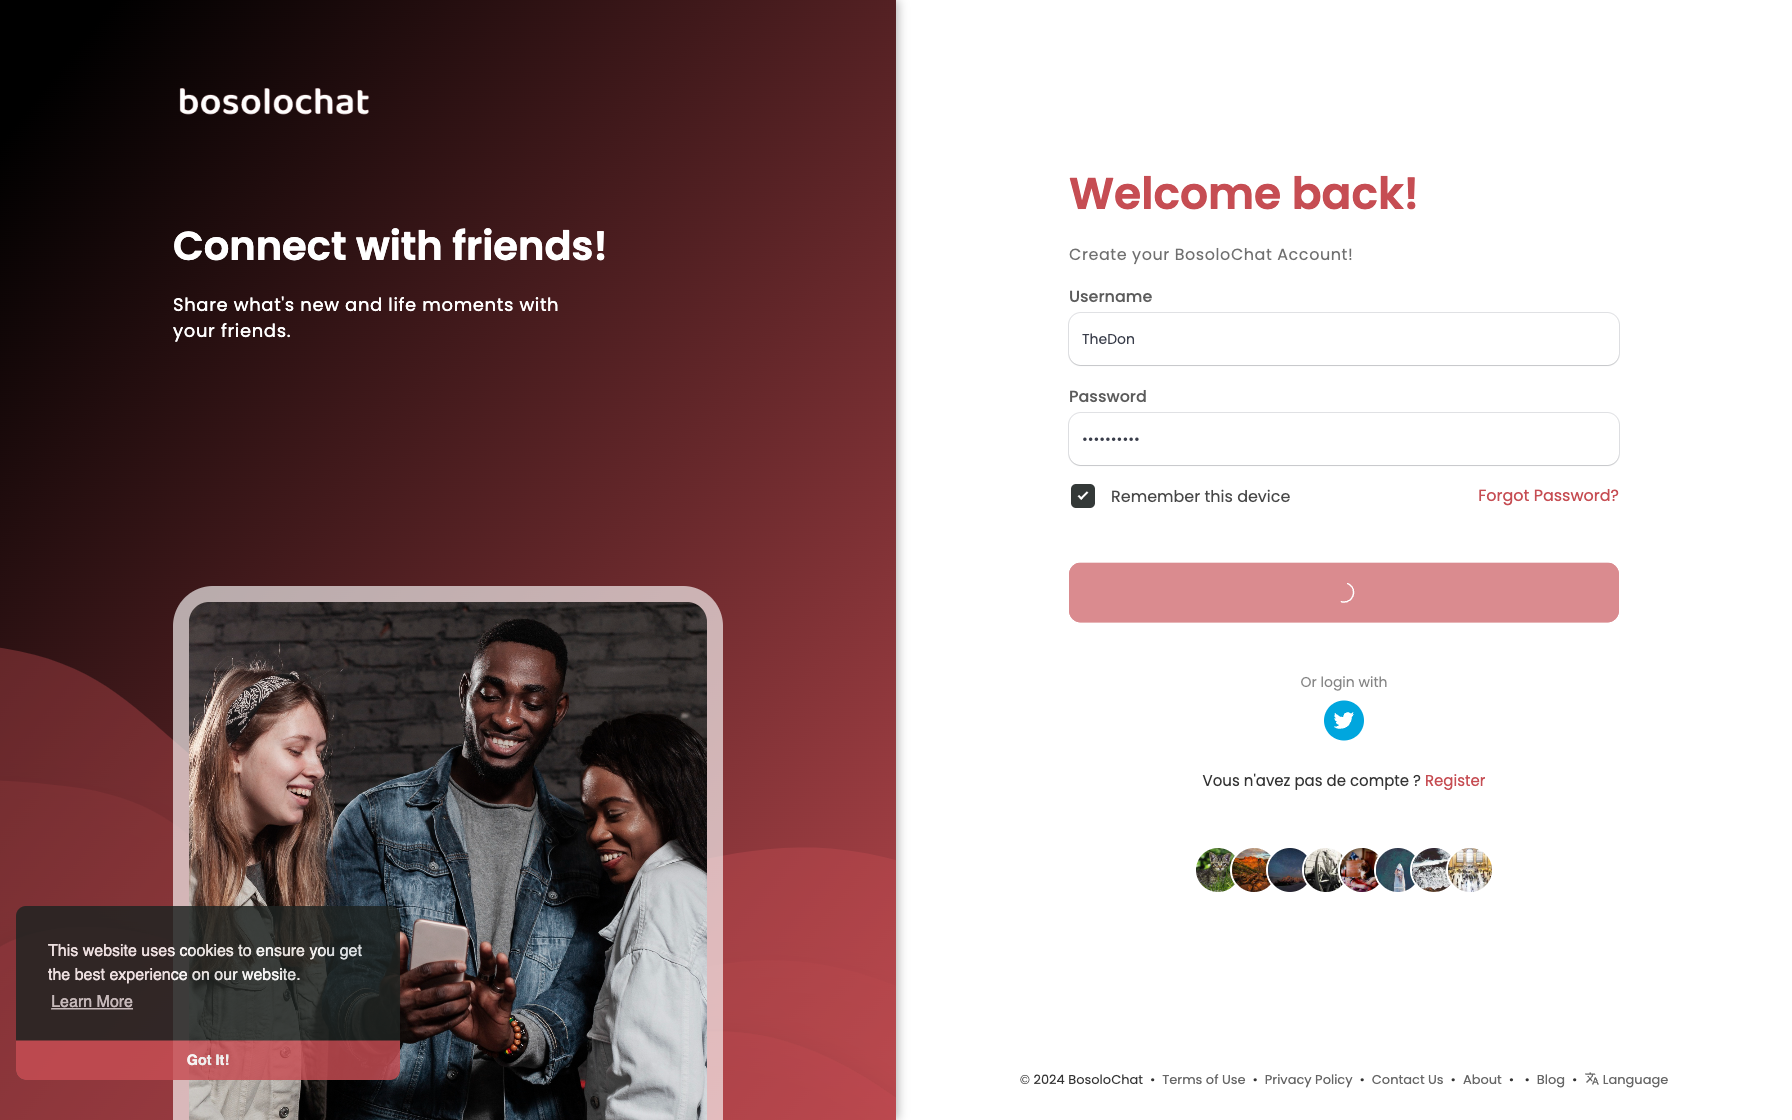 bosolochat
Connect with friends!
Share what's new and life moments with
your friends.
This website uses cookies to ensure you get
the best experience on our website.
Learn More
Got It!
Welcome back!
Create your BosoloChat Account!
Username
TheDon
Password
••••••••••
Remember this device
Forgot Password?
Or login with
Vous n'avez pas de compte ? Register
© 2024 BosoloChat • Terms of Use • Privacy Policy • Contact Us • About • • Blog • Language